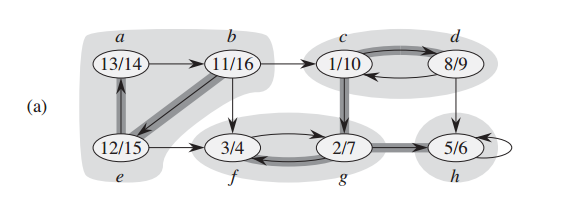 a b c d
13/14 11/16 1/10 8/9
(a)
12/15 3/4 2/7 5/6
e f g h